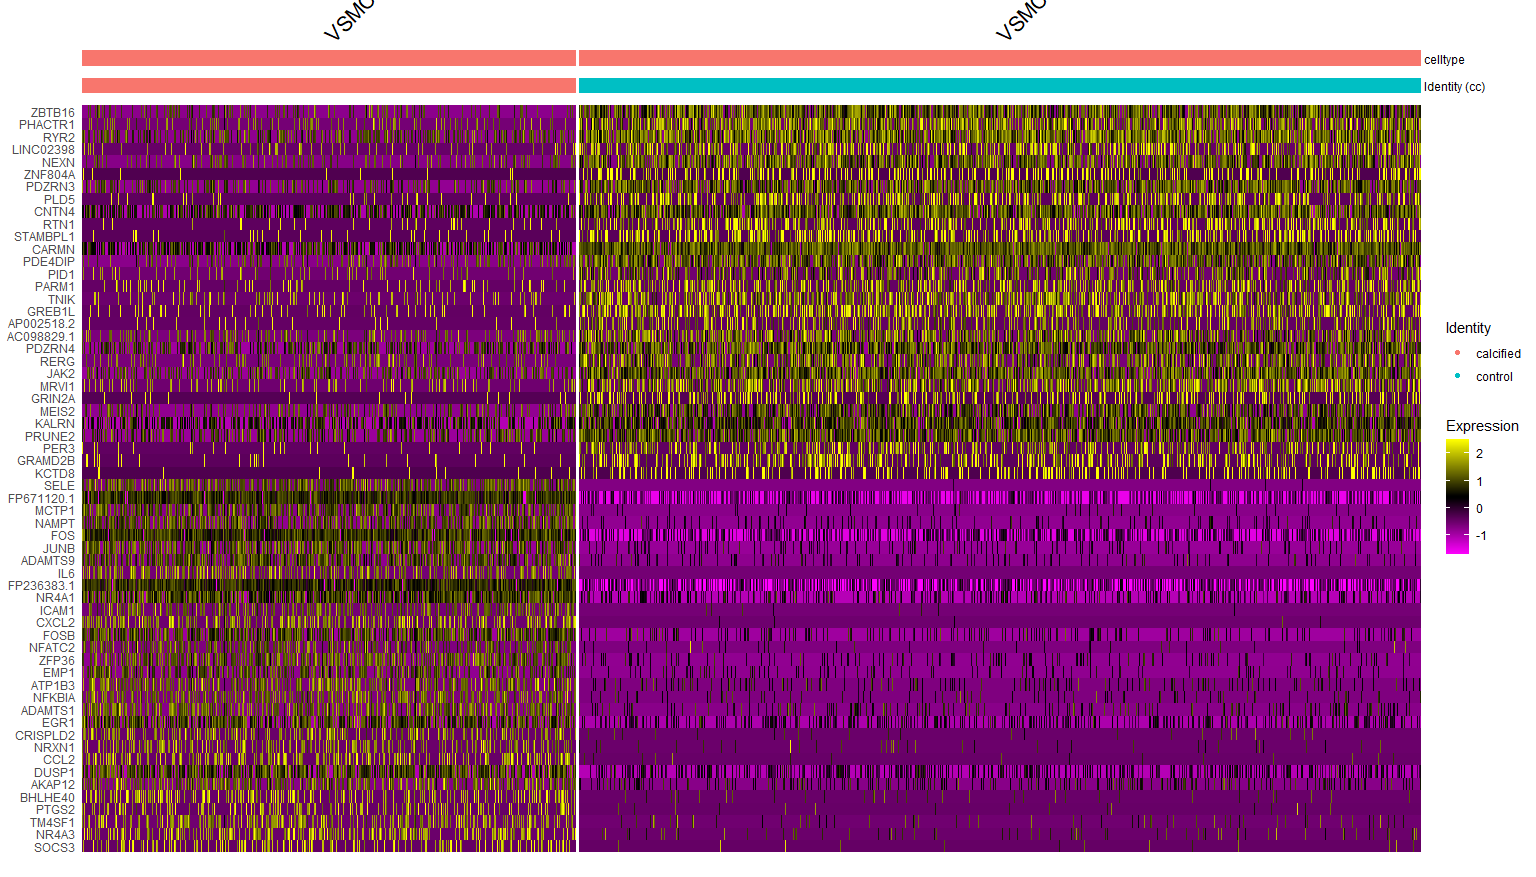 VSMC
VSMC
celltype
Identity (cc)
ZBTB16
PHACTR1
RYR2
LINC02398
NEXN
ZNF804A
PDZRN3
PLD5
CNTN4
RTN1
STAMBPL1
CARMN
PDE4DIP
PID1
PARM1
TNIK
GREB1L
AP002518.2
AC098829.1
PDZRN4
RERG
JAK2
MRVI1
GRIN2A
MEIS2
KALRN
PRUNE2
PER3
GRAMD2B
KCTD8
SELE
FP671120.1
MCTP1
NAMPT
FOS
JUNB
ADAMTS9
IL6
FP236383.1
NR4A1
ICAM1
CXCL2
FOSB
NFATC2
ZFP36
EMP1
ATP1B3
NFKBIA
ADAMTS1
EGR1
CRISPLD2
NRXN1
CCL2
DUSP1
AKAP12
BHLHE40
PTGS2
TM4SF1
NR4A3
SOCS3
Identity
calcified
control
Expression
2
1
0
-1